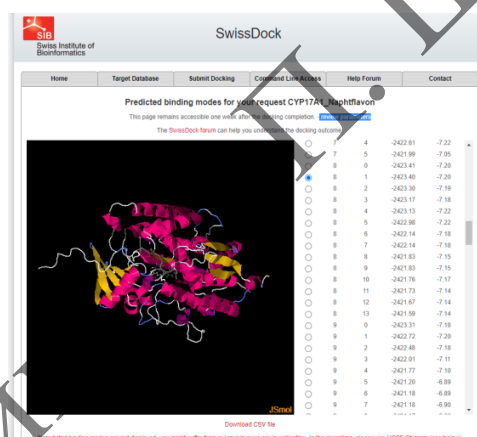 SIB
Swiss Institute of
Bioinformatics
SwissDock
Home Target Database Submit Docking Command Line Access Help Forum Contact
Predicted binding modes for your request CYP17A1_Naphtflavon
This page remains accessible one week after the docking completion. -
The SwissDock forum can help you understand the docking outcome.
7 4 -2422.61 -7.22
7 5 -2421.99 -7.05
8 0 -2423.41 -7.20
8 1 -2423.40 -7.20
8 2 -2423.30 -7.19
8 3 -2423.17 -7.18
8 4 -2423.13 -7.22
8 5 -2422.98 -7.22
8 6 -2422.14 -7.18
8 7 -2422.14 -7.18
8 8 -2421.83 -7.15
8 9 -2421.83 -7.15
8 10 -2421.76 -7.17
8 11 -2421.73 -7.14
8 12 -2421.67 -7.14
8 13 -2421.59 -7.14
9 0 -2423.31 -7.18
9 1 -2422.72 -7.20
9 2 -2422.48 -7.18
9 3 -2422.01 -7.11
9 4 -2421.77 -7.10
9 5 -2421.20 -6.89
9 6 -2421.18 -6.89
9 7 -2421.18 -6.90
JSmol
Download CSV file